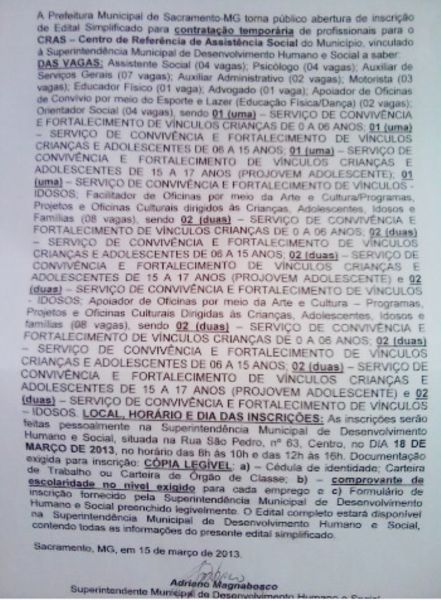 A Prefeitura Municipal de Sacramento-MG torna público abertura de inscrição
de Edital Simplificado para contratação temporária de profissionais para o
CRAS – Centro de Referência de Assistência Social do Município, vinculado
à Superintendência Municipal de Desenvolvimento Humano e Social a saber:
DAS VAGAS: Assistente Social (04 vagas); Psicólogo (04 vagas); Auxiliar de
Serviços Gerais (07 vagas); Auxiliar Administrativo (02 vagas); Motorista (03
vagas); Educador Físico (01 vaga); Advogado (01 vaga); Apoiador de Oficinas
de Convívio por meio do Esporte e Lazer (Educação Física/Dança) (02 vagas);
Orientador Social (04 vagas), sendo 01 (uma) – SERVIÇO DE CONVIVÊNCIA
E FORTALECIMENTO DE VÍNCULOS CRIANÇAS DE 0 A 06 ANOS; 01 (uma)
– SERVIÇO DE CONVIVÊNCIA E FORTALECIMENTO DE VÍNCULOS
CRIANÇAS E ADOLESCENTES DE 06 A 15 ANOS; 01 (uma) – SERVIÇO DE
CONVIVÊNCIA E FORTALECIMENTO DE VÍNCULOS CRIANÇAS E
ADOLESCENTES DE 15 A 17 ANOS (PROJOVEM ADOLESCENTE); 01
(uma) – SERVIÇO DE CONVIVÊNCIA E FORTALECIMENTO DE VÍNCULOS -
IDOSOS; Facilitador de Oficinas por meio da Arte e Cultura/Programas,
Projetos e Oficinas Culturais dirigidos às Crianças, Adolescentes, Idosos e
Famílias (08 vagas), sendo 02 (duas) – SERVIÇO DE CONVIVÊNCIA E
FORTALECIMENTO DE VÍNCULOS CRIANÇAS DE 0 A 06 ANOS; 02 (duas)
– SERVIÇO DE CONVIVÊNCIA E FORTALECIMENTO DE VÍNCULOS
CRIANÇAS E ADOLESCENTES DE 06 A 15 ANOS; 02 (duas) – SERVIÇO DE
CONVIVÊNCIA E FORTALECIMENTO DE VÍNCULOS CRIANÇAS E
ADOLESCENTES DE 15 A 17 ANOS (PROJOVEM ADOLESCENTE) e 02
(duas) – SERVIÇO DE CONVIVÊNCIA E FORTALECIMENTO DE VÍNCULOS
- IDOSOS; Apoiador de Oficinas por meio da Arte e Cultura – Programas,
Projetos e Oficinas Culturais Dirigidas às Crianças, Adolescentes, Idosos e
famílias (08 vagas), sendo 02 (duas) – SERVIÇO DE CONVIVÊNCIA E
FORTALECIMENTO DE VÍNCULOS CRIANÇAS DE 0 A 06 ANOS; 02 (duas)
– SERVIÇO DE CONVIVÊNCIA E FORTALECIMENTO DE VÍNCULOS
CRIANÇAS E ADOLESCENTES DE 06 A 15 ANOS; 02 (duas) – SERVIÇO DE
CONVIVÊNCIA E FORTALECIMENTO DE VÍNCULOS CRIANÇAS E
ADOLESCENTES DE 15 A 17 ANOS (PROJOVEM ADOLESCENTE) e 02
(duas) – SERVIÇO DE CONVIVÊNCIA E FORTALECIMENTO DE VÍNCULOS
– IDOSOS. LOCAL, HORÁRIO E DIA DAS INSCRIÇÕES: As inscrições serão
feitas pessoalmente na Superintendência Municipal de Desenvolvimento
Humano e Social, situada na Rua São Pedro, nº 63, Centro, no DIA 18 DE
MARÇO DE 2013, no horário das 8h às 10h e das 12h às 16h. Documentação
exigida para inscrição: CÓPIA LEGÍVEL: a) – Cédula de identidade; Carteira
de Trabalho ou Carteira de Órgão de Classe; b) – comprovante de
escolaridade no nível exigido para cada emprego e c) Formulário de
inscrição fornecido pela Superintendência Municipal de Desenvolvimento
Humano e Social preenchido legivelmente. O Edital completo estará disponível
na Superintendência Municipal de Desenvolvimento Humano e Social,
contendo todas as informações do presente edital simplificado.
Sacramento, MG, em 15 de março de 2013.
Adriano Magnabosco
Superintendente Municipal de Desenvolvimento Humano e Social